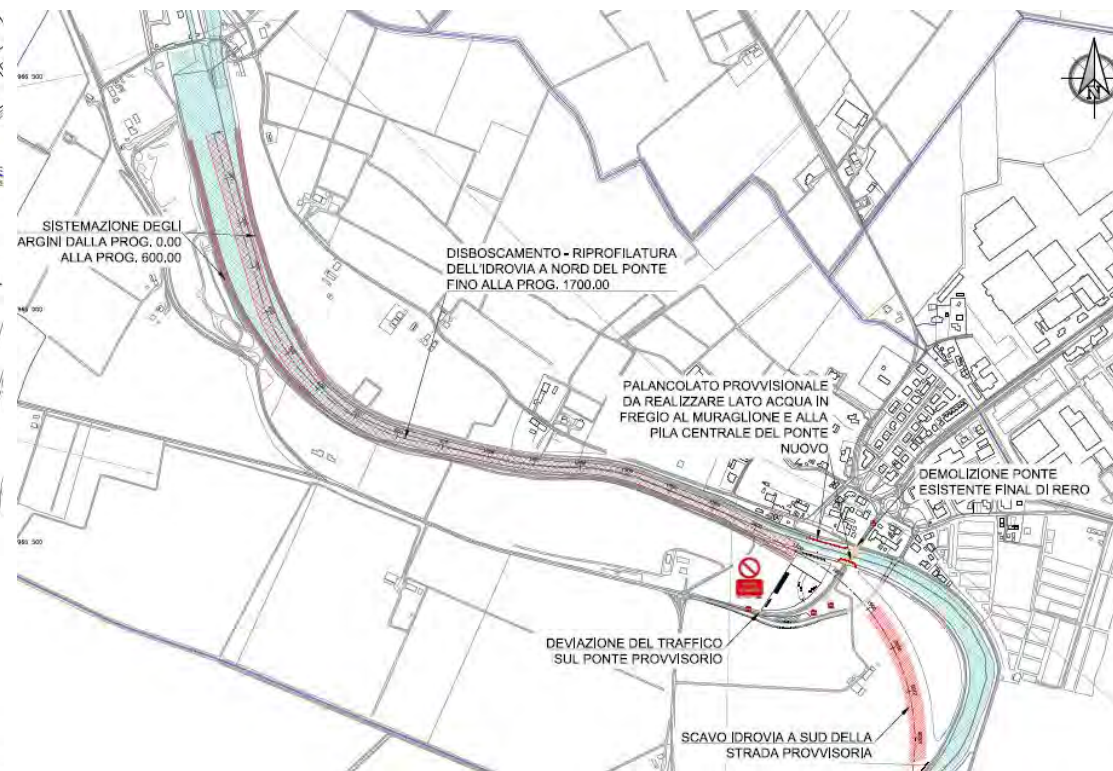 SISTEMAZIONE DEGLI
ARGINI DALLA PROG. 0.00
ALLA PROG. 600.00
DISBOSCAMENTO - RIPROFILATURA
DELL'IDROVIA A NORD DEL PONTE
FINO ALLA PROG. 1700.00
PALANCOLATO PROVVISIONALE
DA REALIZZARE LATO ACQUA IN
FREGIO AL MURAGLIONE E ALLA
PILA CENTRALE DEL PONTE
NUOVO
DEMOLIZIONE PONTE
ESISTENTE FINAL DI RERO
DEVIAZIONE DEL TRAFFICO
SUL PONTE PROVVISORIO
SCAVO IDROVIA A SUD DELLA
STRADA PROVVISORIA
N